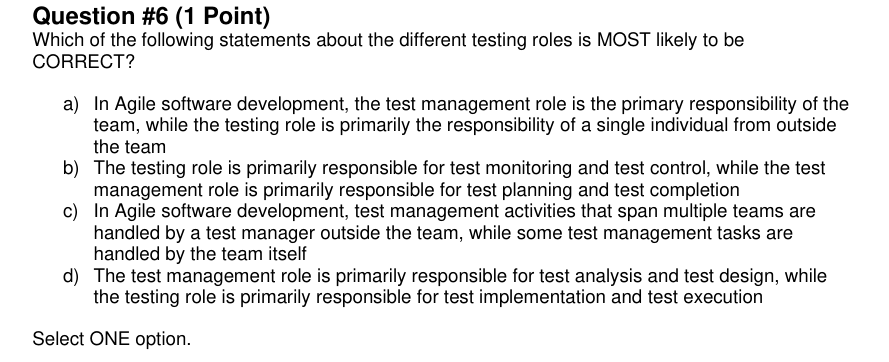 Question #6 (1 Point)
Which of the following statements about the different testing roles is MOST likely to be
CORRECT?
a) In Agile software development, the test management role is the primary responsibility of the
team, while the testing role is primarily the responsibility of a single individual from outside
the team
b) The testing role is primarily responsible for test monitoring and test control, while the test
management role is primarily responsible for test planning and test completion
c) In Agile software development, test management activities that span multiple teams are
handled by a test manager outside the team, while some test management tasks are
handled by the team itself
d) The test management role is primarily responsible for test analysis and test design, while
the testing role is primarily responsible for test implementation and test execution
Select ONE option.